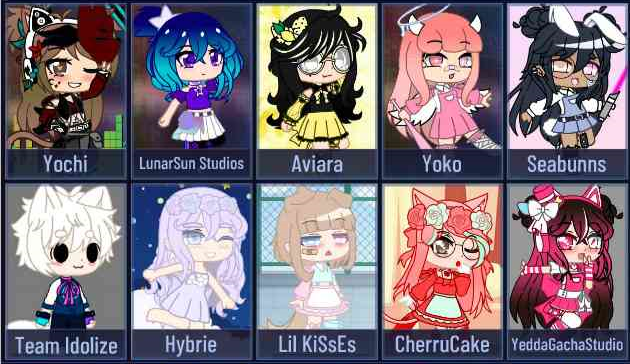 Yochi
LunarSun Studios
Aviara
Yoko
Seabunns
Team Idolize
Hybrie
Lil KiSsEs
CherruCake
YeddaGachaStudio